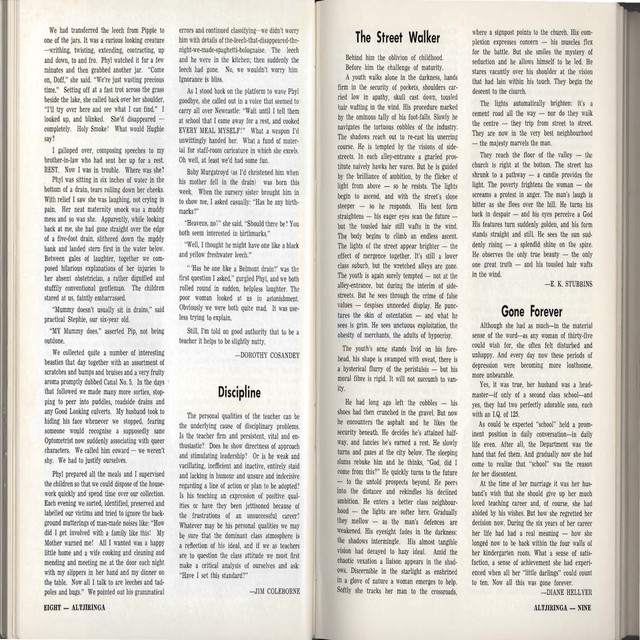 We had transferred the leech from Pippie to
one of the jars. It was a curious looking creature
—writhing, twisting, extending, contracting, up
and down, to and fro. Phyl watched it for a few
minutes and then grabbed another jar. "Come
on, Doff," she said. "We're just wasting precious
time." Setting off at a fast trot across the grass
beside the lake, she called back over her shoulder,
"I'll try over here and see what I can find." I
looked up, and blinked. She'd disappeared —
completely. Holy Smoke! What would Hughie
say?
I galloped over, composing speeches to my
brother-in-law who had sent her up for a rest.
REST. Now I was in trouble. Where was she?
Phyl was sitting in six inches of water in the
bottom of a drain, tears rolling down her cheeks.
With relief I saw she was laughing, not crying in
pain. Her neat maternity smock was a muddy
mess and so was she. Apparently, while looking
back at me, she had gone straight over the edge
of a five-foot drain, slithered down the muddy
bank and landed stern first in the water below.
Between gales of laughter, together we com-
posed hilarious explanations of her injuries to
her absent obstetrician, a rather dignified and
stuffily conventional gentleman. The children
stared at us, faintly embarrassed.
"Mummy doesn't usually sit in drains," said
practical Stephie, our six-year old.
"MY Mummy does," asserted Pip, not being
outdone.
We collected quite a number of interesting
beasties that day together with an assortment of
scratches and bumps and bruises and a very fruity
aroma promptly dubbed Canal No. 5. In the days
that followed we made many more sorties, stop-
ping to peer into puddles, roadside drains and
any Good Looking culverts. My husband took to
hiding his face whenever we stopped, fearing
someone would recognise a supposedly sane
Optometrist now suddenly associating with queer
characters. We called him coward — we weren't
shy. We had to justify ourselves.
Phyl prepared all the meals and I supervised
the children so that we could dispose of the house-
work quickly and spend time over our collection.
Each evening we sorted, identified, preserved and
labelled our victims and tried to ignore the back-
ground mutterings of man-made noises like: "How
did I get involved with a family like this! My
Mother warned me! All I wanted was a happy
little home and a wife cooking and cleaning and
mending and meeting me at the door each night
with my slippers in her hand and my dinner on
the table. Now all I talk to are leeches and tad-
poles and bugs." We pointed out his grammatical
EIGHT — ALTJIRINGA
errors and continued classifying—we didn't worry
him with details of the-leech-that-disappeared-the-
night-we-made-spaghetti-bolognaise. The leech
and he were in the kitchen; then suddenly the
leech had gone. No, we wouldn't worry him
Ignorance is bliss.
As I stood back on the platform to wave Phyl
goodbye, she called out in a voice that seemed to
carry all over Newcastle: "Wait until I tell them
at school that I came away for a rest, and cooked
EVERY MEAL MYSELF!" What a weapon I'd
unwittingly handed her. What a fund of mater-
ial for staff-room caricature in which she excels.
Oh well, at least we'd had some fun.
Baby Murgatroyd (as I'd christened him when
his mother fell in the drain) was born this
week. When the nursery sister brought him in
to show me, I asked casually: "Has he any birth-
marks?"
"Heavens, no!" she said, "Should there be? You
both seem interested in birthmarks."
"Well, I thought he might have one like a black
and yellow freshwater leech."
"Has he one like a Belmont drain?" was the
first question I asked," gurgled Phyl, and we both
rolled round in sudden, helpless laughter. The
poor woman looked at us in astonishment.
Obviously we were both quite mad. It was use-
less trying to explain.
Still, I'm told on good authority that to be a
teacher it helps to be slightly nutty.
—DOROTHY COSANDEY
Discipline
The personal qualities of the teacher can be
the underlying cause of disciplinary problems.
Is the teacher firm and persistent, vital and en-
thusiastic? Does he show directness of approach
and stimulating leadership? Or is he weak and
vacillating, inefficient and inactive, entirely staid
and lacking in humour and unsure and indecisive
regarding a line of action or plan to be adopted?
Is his teaching an expression of positive qual-
ities or have they been jettisoned because of
the frustrations of an unsuccessful career?
Whatever may be his personal qualities we may
be sure that the dominant class atmosphere is
a reflection of his ideal, and if we as teachers
are to question the class attitude we must first
make a critical analysis of ourselves and ask:
"Have I set this standard?"
—JIM COLEBORNE
The Street Walker
Behind him the oblivion of childhood.
Before him the challenge of maturity.
A youth walks alone in the darkness, hands
firm in the security of pockets, shoulders car-
ried low in apathy, skull cast down, tousled
hair wafting in the wind. His procedure marked
by the ominous tally of his foot-falls. Slowly he
navigates the tortuous cobbles of the industry.
The shadows reach out to re-cast his unerring
course. He is tempted by the visions of side-
streets. In each alley-entrance a gnarled pros-
titute naively hawks her wares. But he is guided
by the brilliance of ambition, by the flicker of
light from above — so he resists. The lights
begin to ascend, and with the street's slope
steeper — so he responds. His bent form
straightens — his eager eyes scan the future —
but the tousled hair still wafts in the wind.
The body begins to climb an endless ascent.
The lights of the street appear brighter — the
effect of mergence together. It's still a lower
class suburb, but the wretched alleys are gone.
The youth is again surely tempted — not at the
alley-entrance, but during the interim of side-
streets. But he sees through the crime of false
values — despises unneeded display. He punc-
tures the skin of ostentation — and what he
sees is grim. He sees unctuous exploitation, the
obesity of merchants, the adults of hypocrisy.
The youth's acne stands livid on his fore-
head, his shape is swamped with sweat, there is
a hysterical flurry of the peristalsis — but his
moral fibre is rigid. It will not succumb to van-
ity.
He had long ago left the cobbles — his
shoes had then crunched in the gravel. But now
he encounters the asphalt and he likes the
security beneath. He decides he's attained half-
way, and fancies he's earned a rest. He slowly
turns and gazes at the city below. The sleeping
slums rebuke him and he thinks, "God, did I
come from this?" He quickly turns to the future
— to the untold prospects beyond. He peers
into the distance and rekindles his declined
ambition. He enters a better class neighbour-
hood — the lights are softer here. Gradually
they mellow — as the man's defences are
weakened. His eyesight fades in the darkness;
the shadows intermingle. His almost tangible
vision had decayed to hazy ideal. Amid the
chaotic vexation a liaison appears in the shad-
ows. Discernible in the starlight as enshrined
in a glove of nature a woman emerges to help.
Softly she tracks her man to the crossroads,
where a signpost points to the church. His com-
plexion expresses concern — his muscles flex
for the battle. But she smiles the mystery of
seduction and he allows himself to be led. He
stares vacantly over his shoulder at the vision
that had lain within his touch. They begin the
descent to the church.
The lights automatically brighten: it's a
cement road all the way — nor do they walk
the centre — they trip from street to street.
They are now in the very best neighbourhood
— the majesty marvels the man.
They reach the floor of the valley — the
church is right at the bottom. The street has
shrunk to a pathway — a candle provides the
light. The poverty frightens the woman — she
screams a protest in anger. The man's laugh is
bitter as she flees over the hill. He turns his
back in despair — and his eyes perceive a God
His features turn suddenly golden, and his form
stands straight and still. He sees the sun sud-
denly rising — a splendid shine on the spire.
He observes the only true beauty — the only
one great truth — and his tousled hair wafts
in the wind.
—E. K. STUBBINS
Gone Forever
Although she had as much—in the material
sense of the word—as any woman of thirty-five
could wish for, she often felt disturbed and
unhappy. And every day now these periods of
depression were becoming more loathsome,
more unbearable.
Yes, it was true, her husband was a head-
master—if only of a second class school—and
yes, they had two perfectly adorable sons, each
with an I.Q. of 125.
As could be expected "school" held a prom-
inent position in daily conversation—in daily
life even. After all, the Department was the
hand that fed them. And gradually now she had
come to realize that "school" was the reason
for her discontent.
At the time of her marriage it was her hus-
band's wish that she should give up her much
loved teaching career and, of course, she had
abided by his wishes. But how she regretted her
decision now. During the six years of her career
her life had had a real meaning — how she
longed now to be back within the four walls of
her kindergarten room. What a sense of satis-
faction, a sense of achievement she had experi-
enced when all her "little darlings" could count
to ten. Now all this was gone forever.
—DIANE HELLYER
ALTJIRINGA — NINE